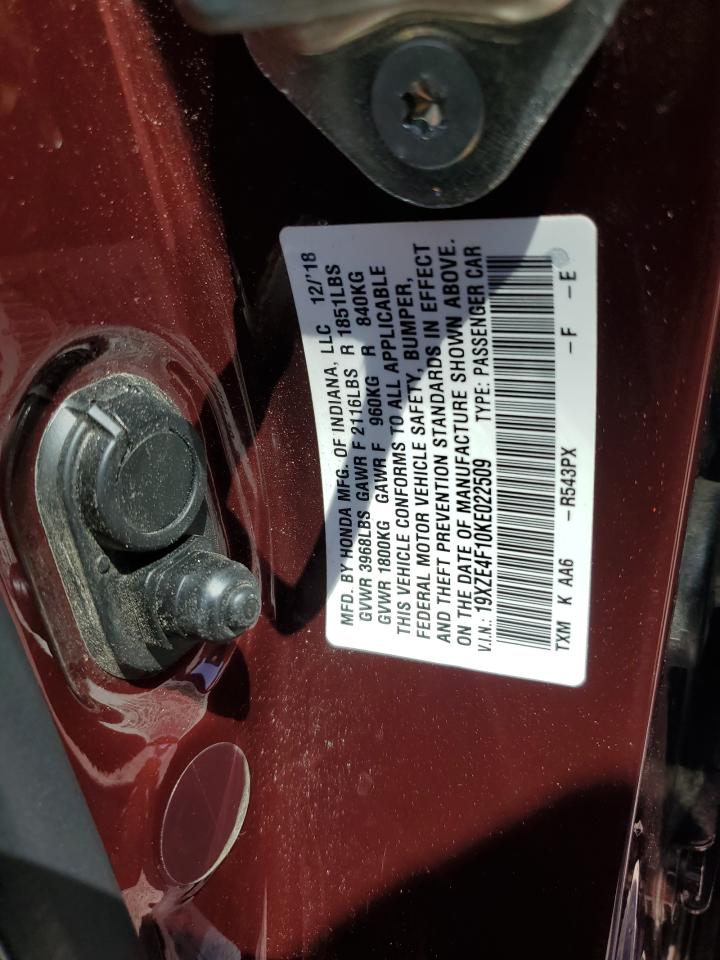 MFD. BY HONDA MFG. OF INDIANA, LLC 12/'18
GVWR 3968LBS GAWR F 2116LBS R 1851LBS
GVWR 1800KG GAWR F 960KG R 840KG
THIS VEHICLE CONFORMS TO ALL APPLICABLE
FEDERAL MOTOR VEHICLE SAFETY, BUMPER,
AND THEFT PREVENTION STANDARDS IN EFFECT
ON THE DATE OF MANUFACTURE SHOWN ABOVE.
V.I.N.: 19XZE4F10KE022509 TYPE: PASSENGER CAR
TXM K AA6 -R543PX -F -E